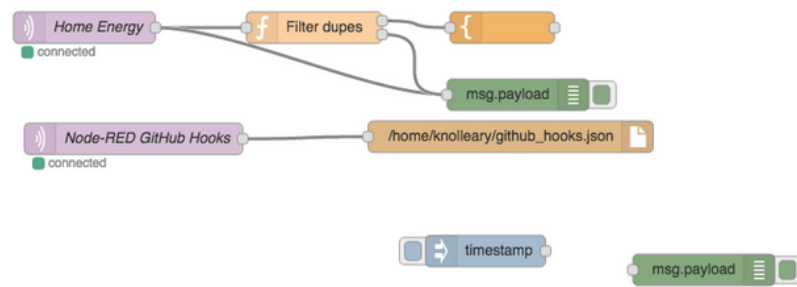 Home Energy
Filter dupes
{
connected
msg.payload
Node-RED GitHub Hooks
/home/knolleary/github_hooks.json
connected
timestamp
msg.payload